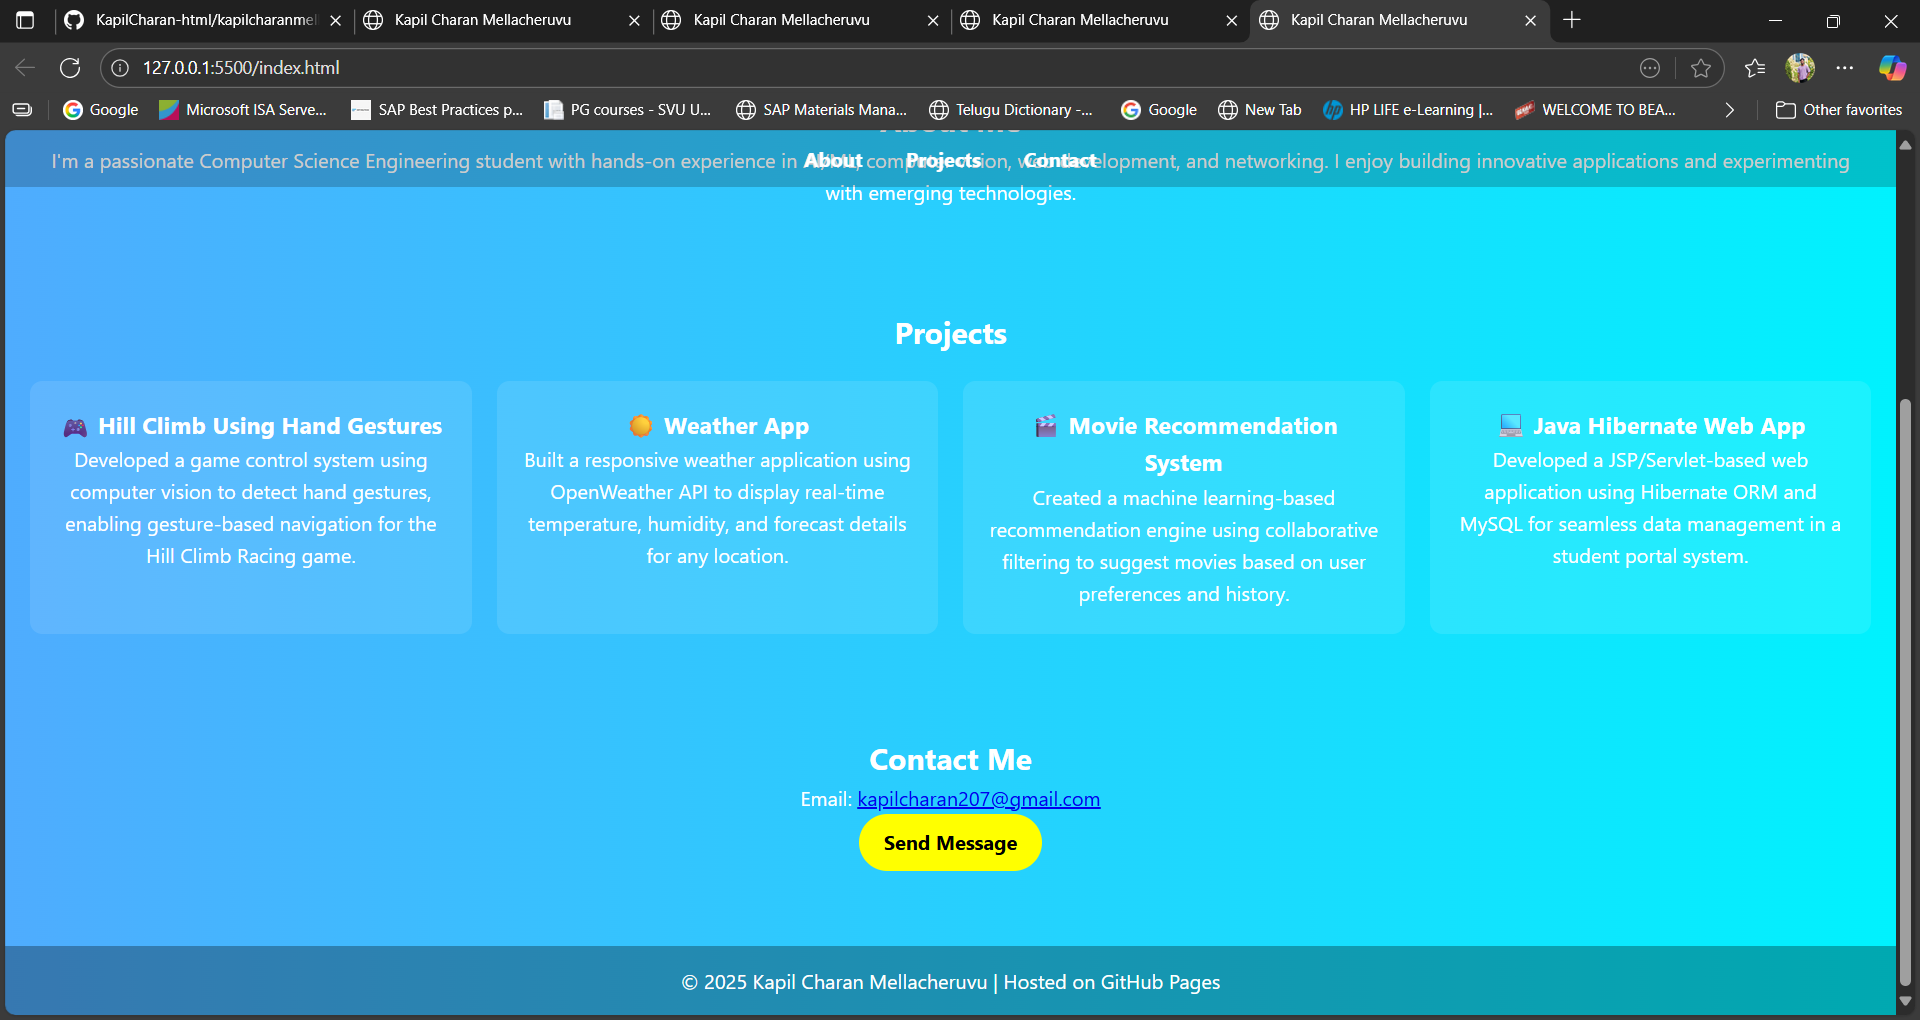 KapilCharan-html/kapilcharanmel
Kapil Charan Mellacheruvu
Kapil Charan Mellacheruvu
Kapil Charan Mellacheruvu
Kapil Charan Mellacheruvu
127.0.0.1:5500/index.html
Google
Microsoft ISA Serve...
SAP Best Practices p...
PG courses - SVU U...
SAP Materials Mana...
Telugu Dictionary -...
Google
New Tab
HP LIFE e-Learning |...
WELCOME TO BEA...
Other favorites
About Projects Contact
I'm a passionate Computer Science Engineering student with hands-on experience in computer vision, web development, and networking. I enjoy building innovative applications and experimenting
with emerging technologies.
Projects
🎮 Hill Climb Using Hand Gestures
Developed a game control system using
computer vision to detect hand gestures,
enabling gesture-based navigation for the
Hill Climb Racing game.
☀️ Weather App
Built a responsive weather application using
OpenWeather API to display real-time
temperature, humidity, and forecast details
for any location.
🎬 Movie Recommendation
System
Created a machine learning-based
recommendation engine using collaborative
filtering to suggest movies based on user
preferences and history.
💻 Java Hibernate Web App
Developed a JSP/Servlet-based web
application using Hibernate ORM and
MySQL for seamless data management in a
student portal system.
Contact Me
Email: kapilcharan207@gmail.com
Send Message
© 2025 Kapil Charan Mellacheruvu | Hosted on GitHub Pages